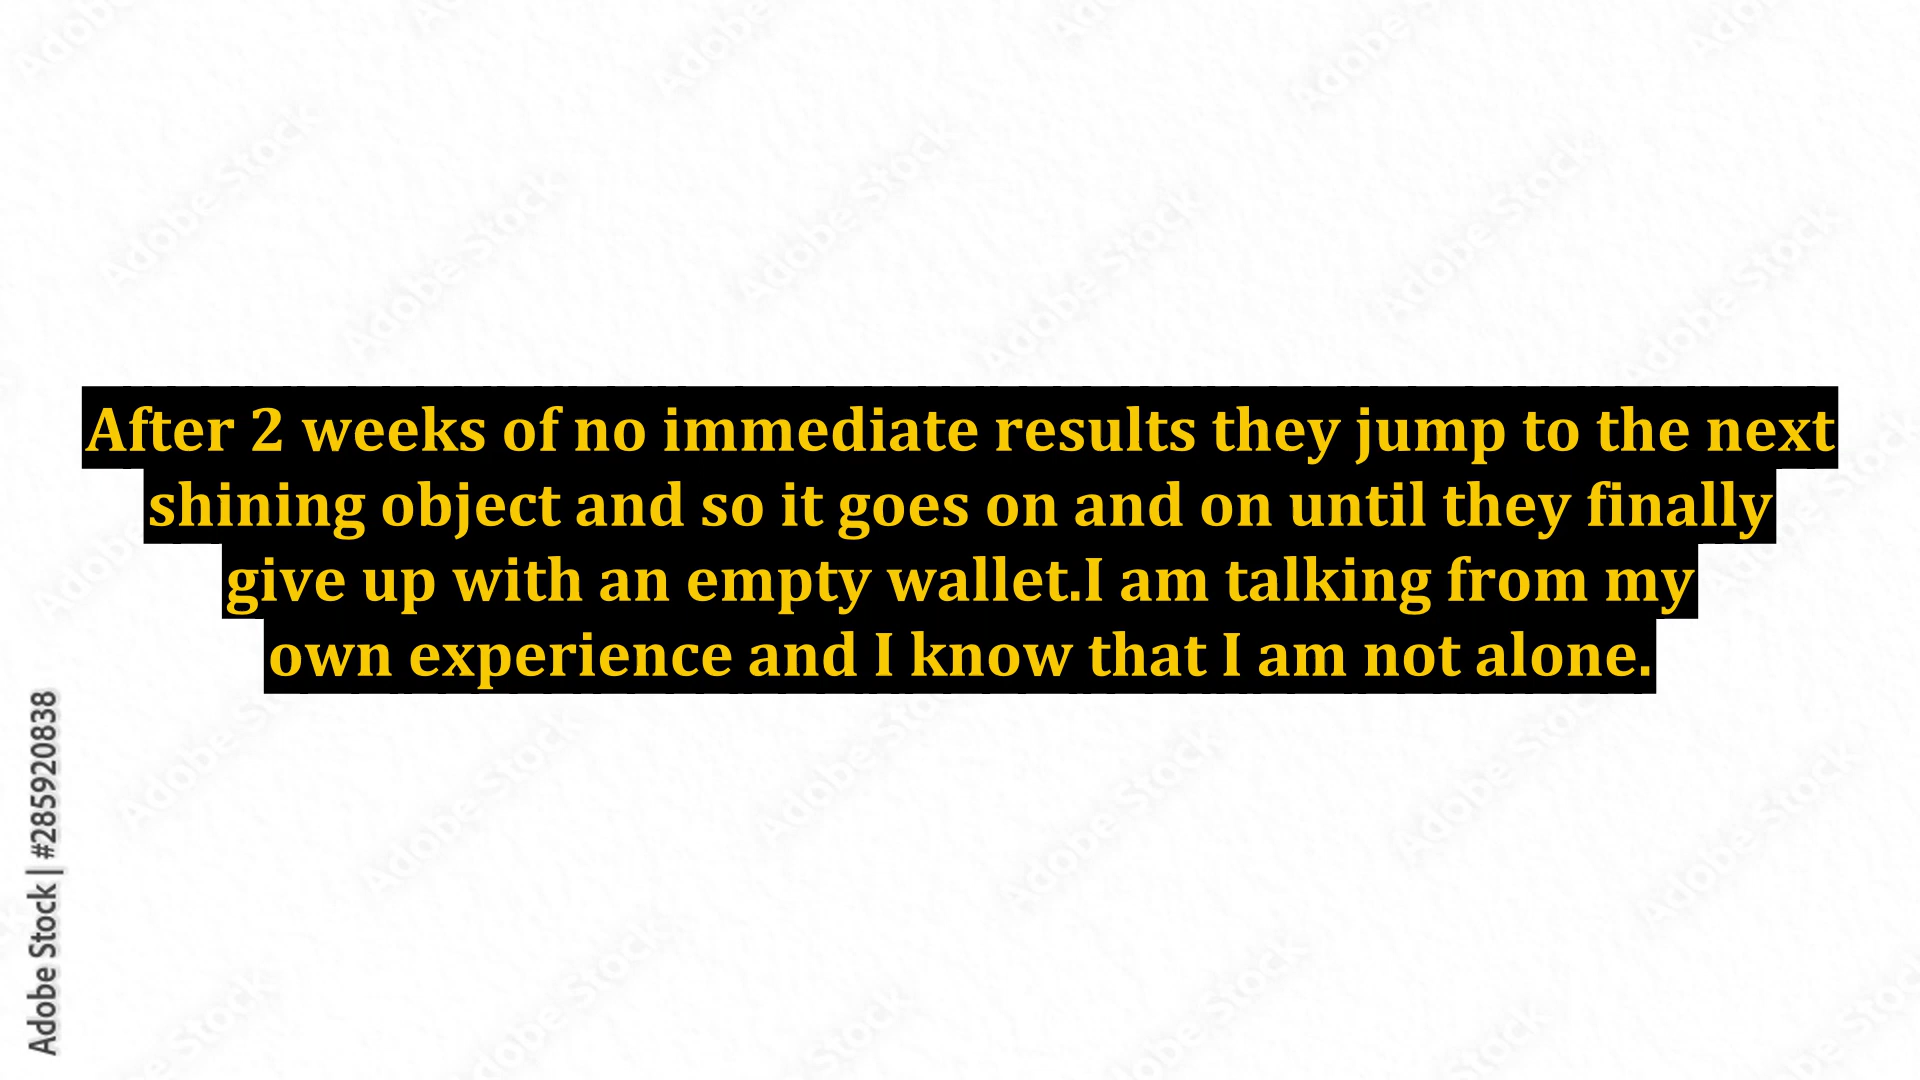 After 2 weeks of no immediate results they jump to the next
shining object and so it goes on and on until they finally
give up with an empty wallet.I am talking from my
own experience and I know that I am not alone.
Adobe Stock | #285920838
Adobe Stock